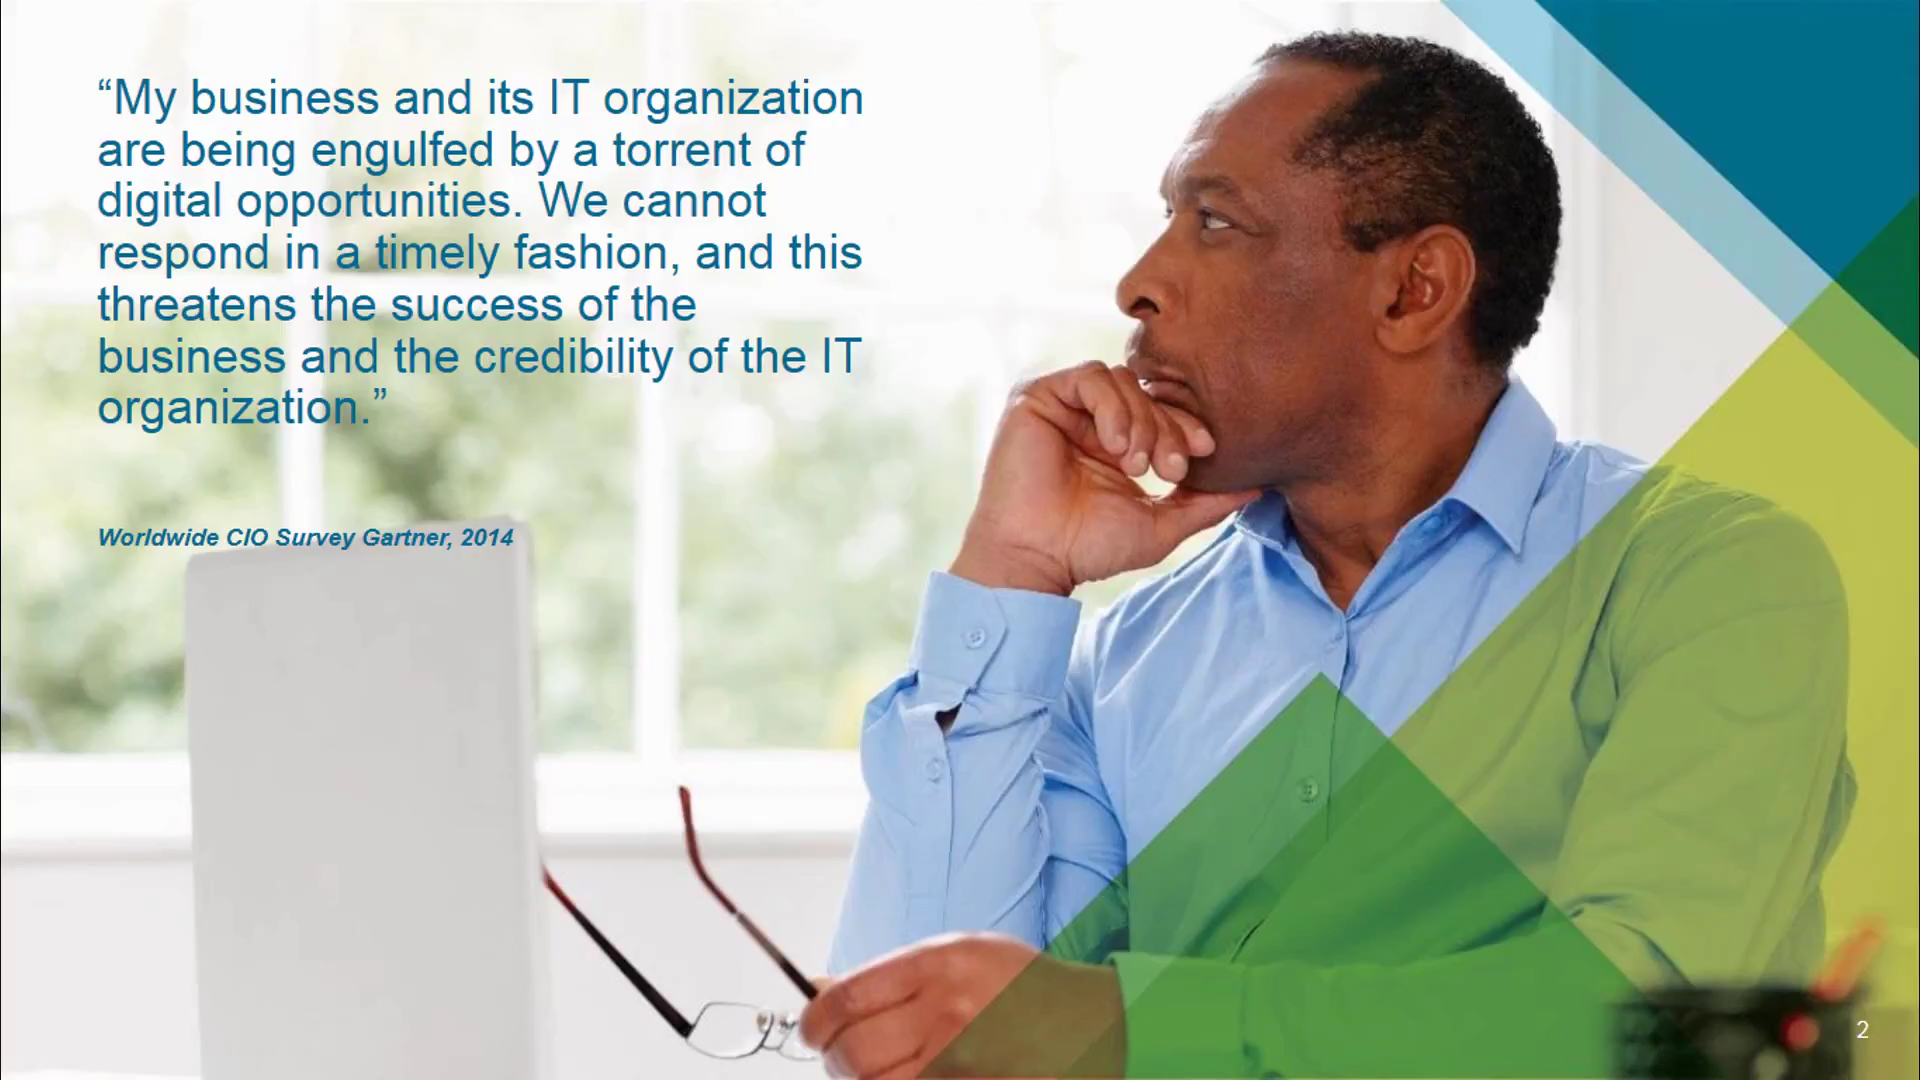 “My business and its IT organization
are being engulfed by a torrent of
digital opportunities. We cannot
respond in a timely fashion, and this
threatens the success of the
business and the credibility of the IT
organization.”
Worldwide CIO Survey Gartner, 2014
2